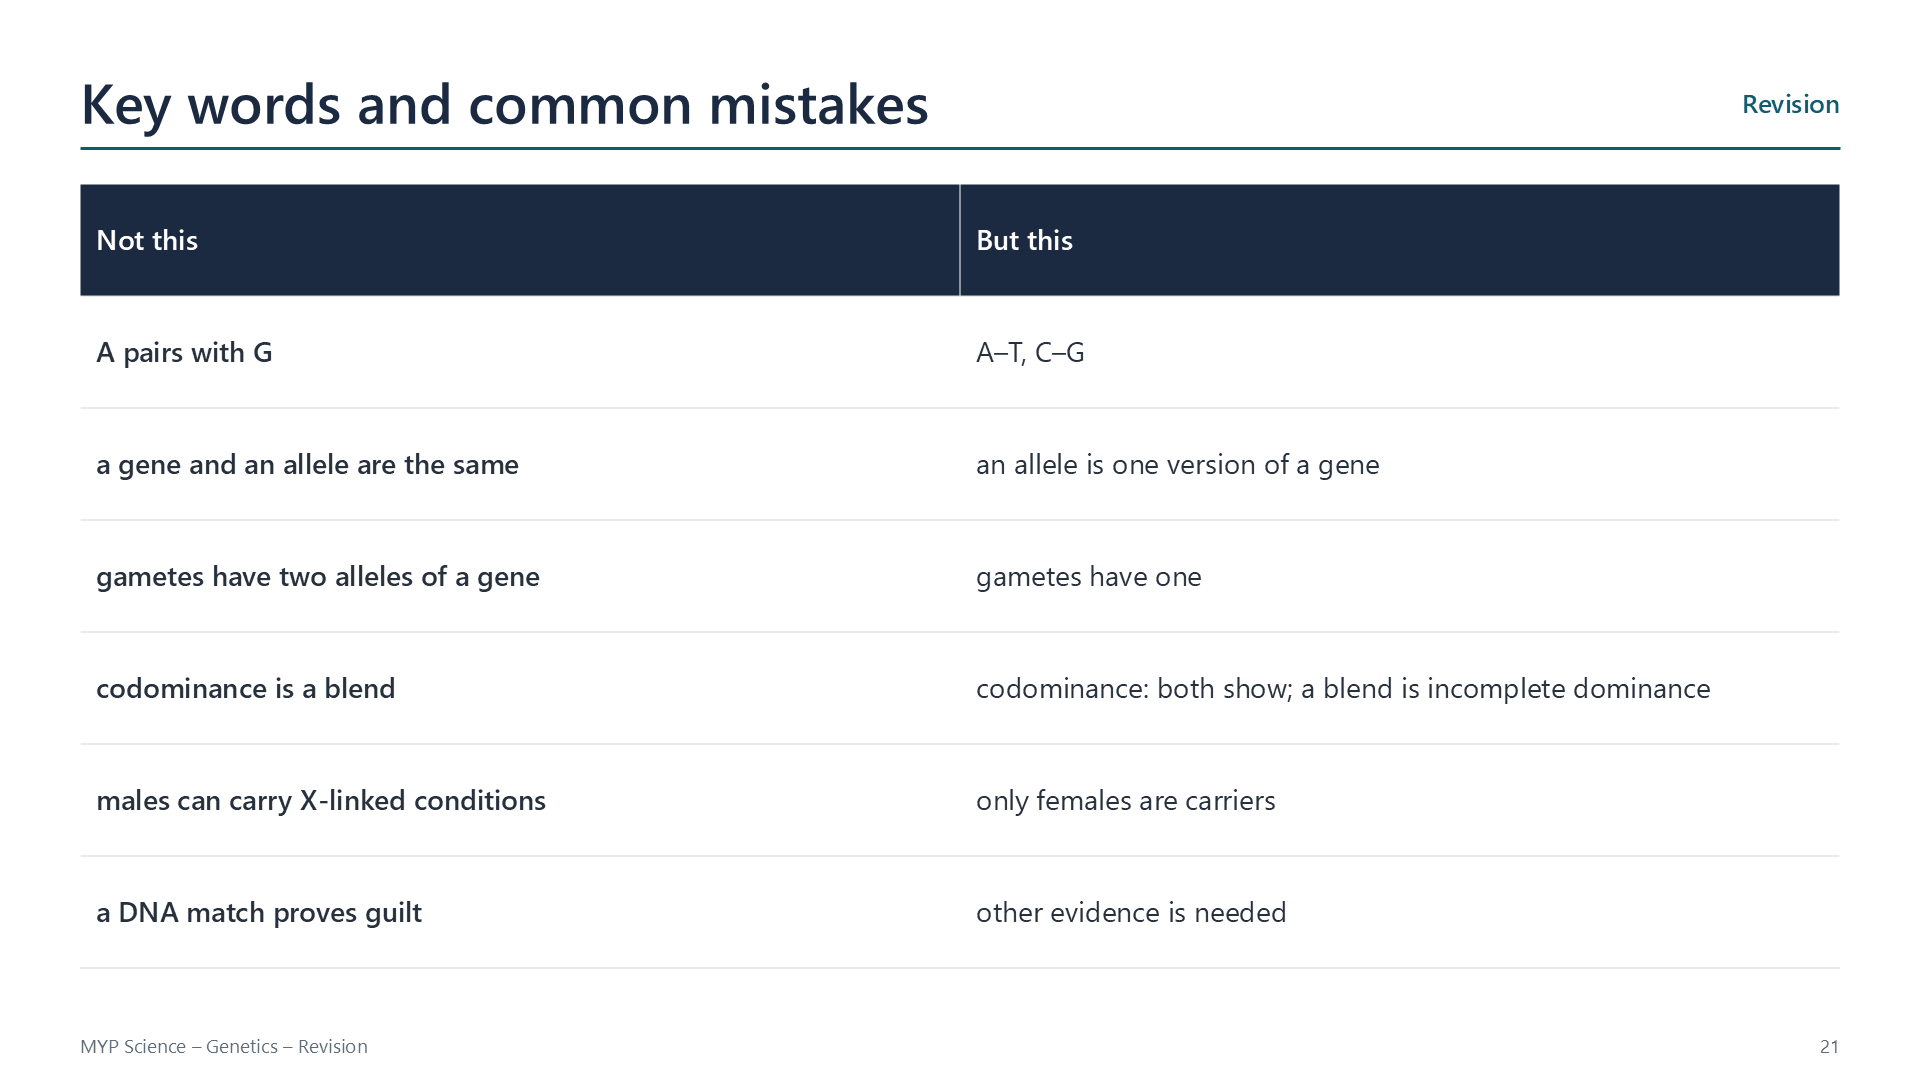 Key words and common mistakes
Revision
Not this
But this
A pairs with G
A–T, C–G
a gene and an allele are the same
an allele is one version of a gene
gametes have two alleles of a gene
gametes have one
codominance is a blend
codominance: both show; a blend is incomplete dominance
males can carry X-linked conditions
only females are carriers
a DNA match proves guilt
other evidence is needed
MYP Science – Genetics – Revision
21